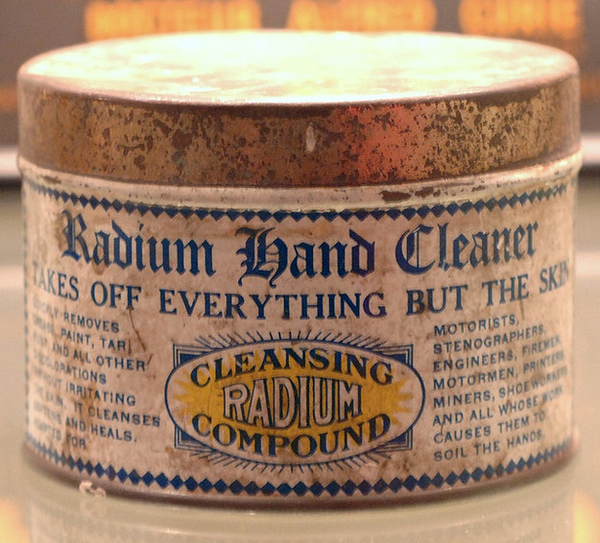 Radium Hand Cleaner
TAKES OFF EVERYTHING BUT THE SKIN
REMOVES
PAINT, TAR,
AND ALL OTHER
WITHOUT IRRITATING
IT CLEANSES
AND HEALS.
FOR
CLEANSING
RADIUM
COMPOUND
MOTORISTS,
STENOGRAPHERS,
ENGINEERS, FIREMEN,
MOTORMEN, PRINTERS,
MINERS, SHOEWORKERS
AND ALL WHOSE WORK
CAUSES THEM TO
SOIL THE HANDS.